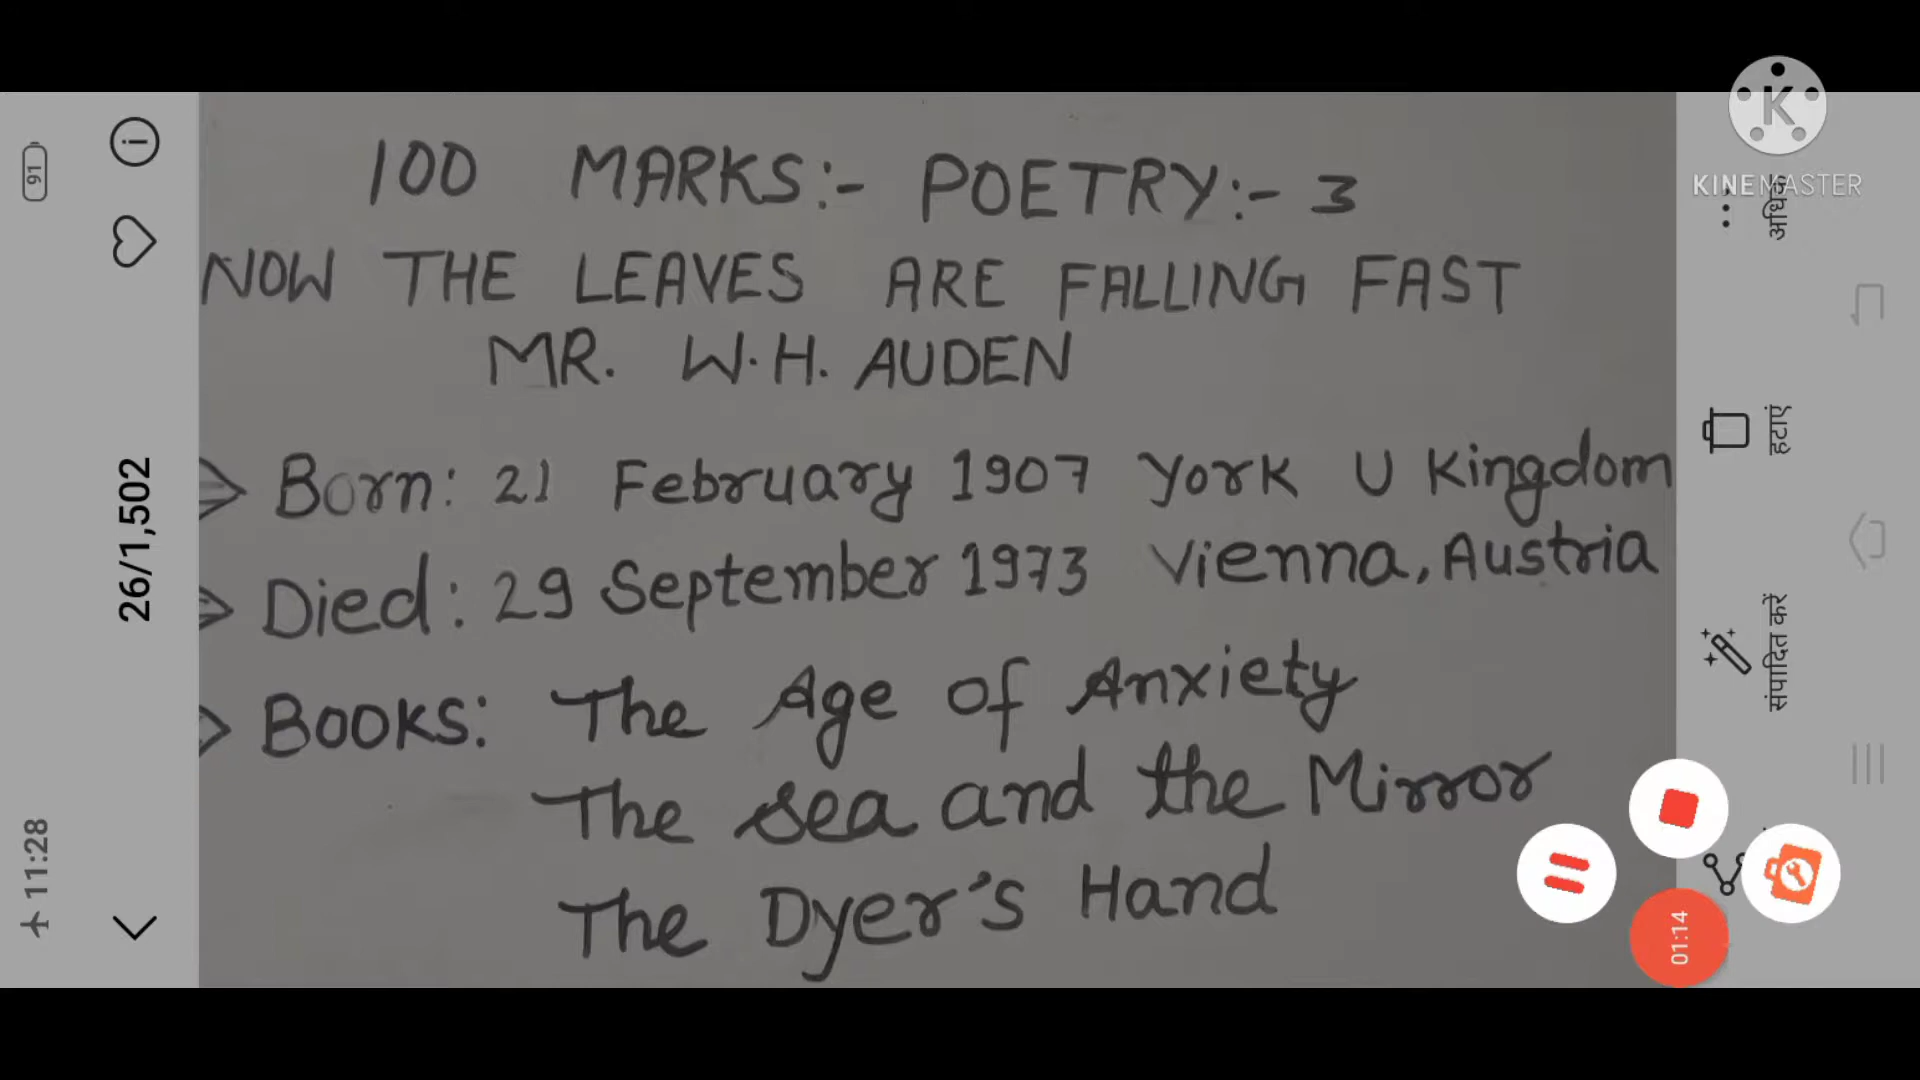 100 MARKS:- POETRY:- 3
NOW THE LEAVES ARE FALLING FAST
MR. W.H. AUDEN
Born: 21 February 1907 York U Kingdom
Died: 29 September 1973 Vienna, Austria
BOOKS: The Age of Anxiety
The Sea and the Mirror
The Dyer's Hand
91
26/1,502
11:28
K
KINEMASTER
अधिक
हटाएं
संपादित करें
01:14